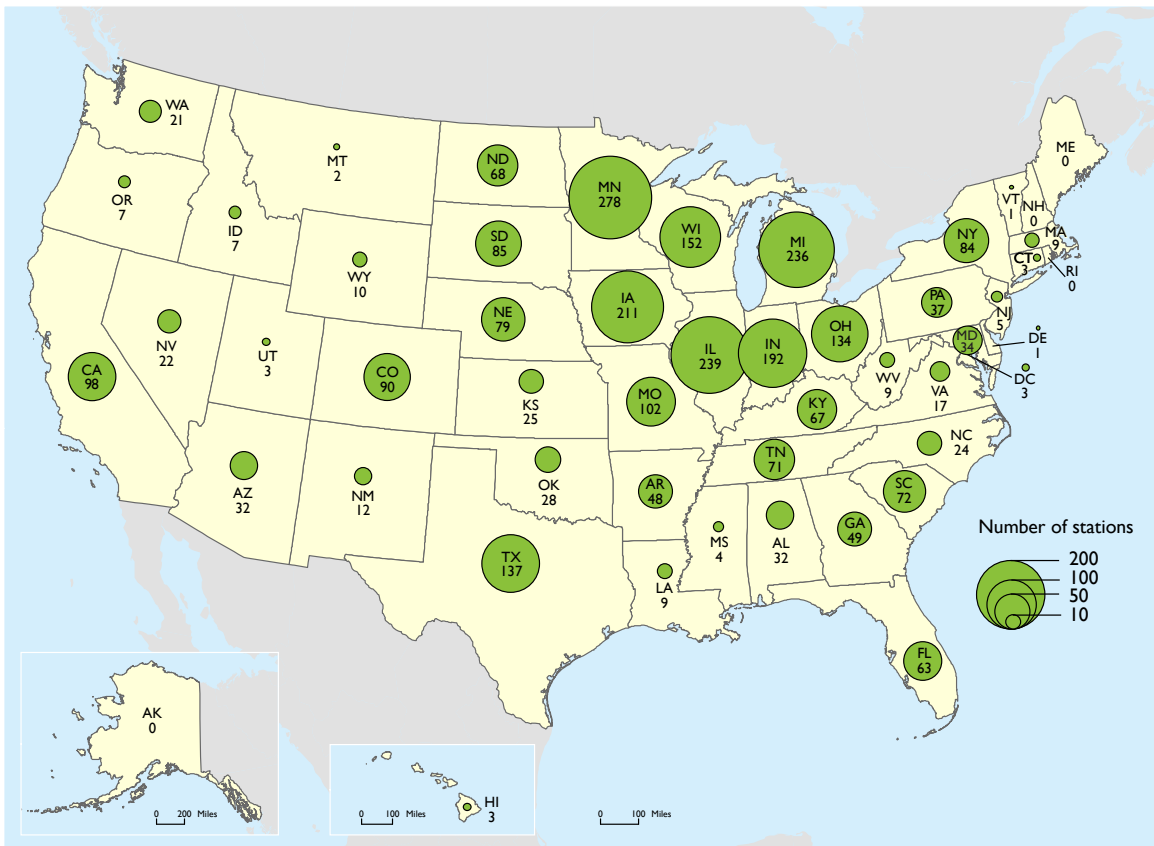 WA
21
MT
2
OR
7
ID
7
WY
10
ND
68
SD
85
NE
79
MN
278
WI
152
MI
236
IA
211
NV
22
UT
3
CA
98
CO
90
KS
25
MO
102
IL
239
IN
192
OH
134
KY
67
WV
9
VA
17
PA
37
MD
34
NY
84
VT
1
NH
0
ME
0
MA
9
CT
3
RI
0
NJ
5
DE
1
DC
3
AZ
32
NM
12
OK
28
AR
48
TN
71
NC
24
SC
72
TX
137
LA
9
MS
4
AL
32
GA
49
FL
63
Number of stations
200
100
50
10
AK
0
0 200 Miles
HI
3
0 100 Miles
0 100 Miles